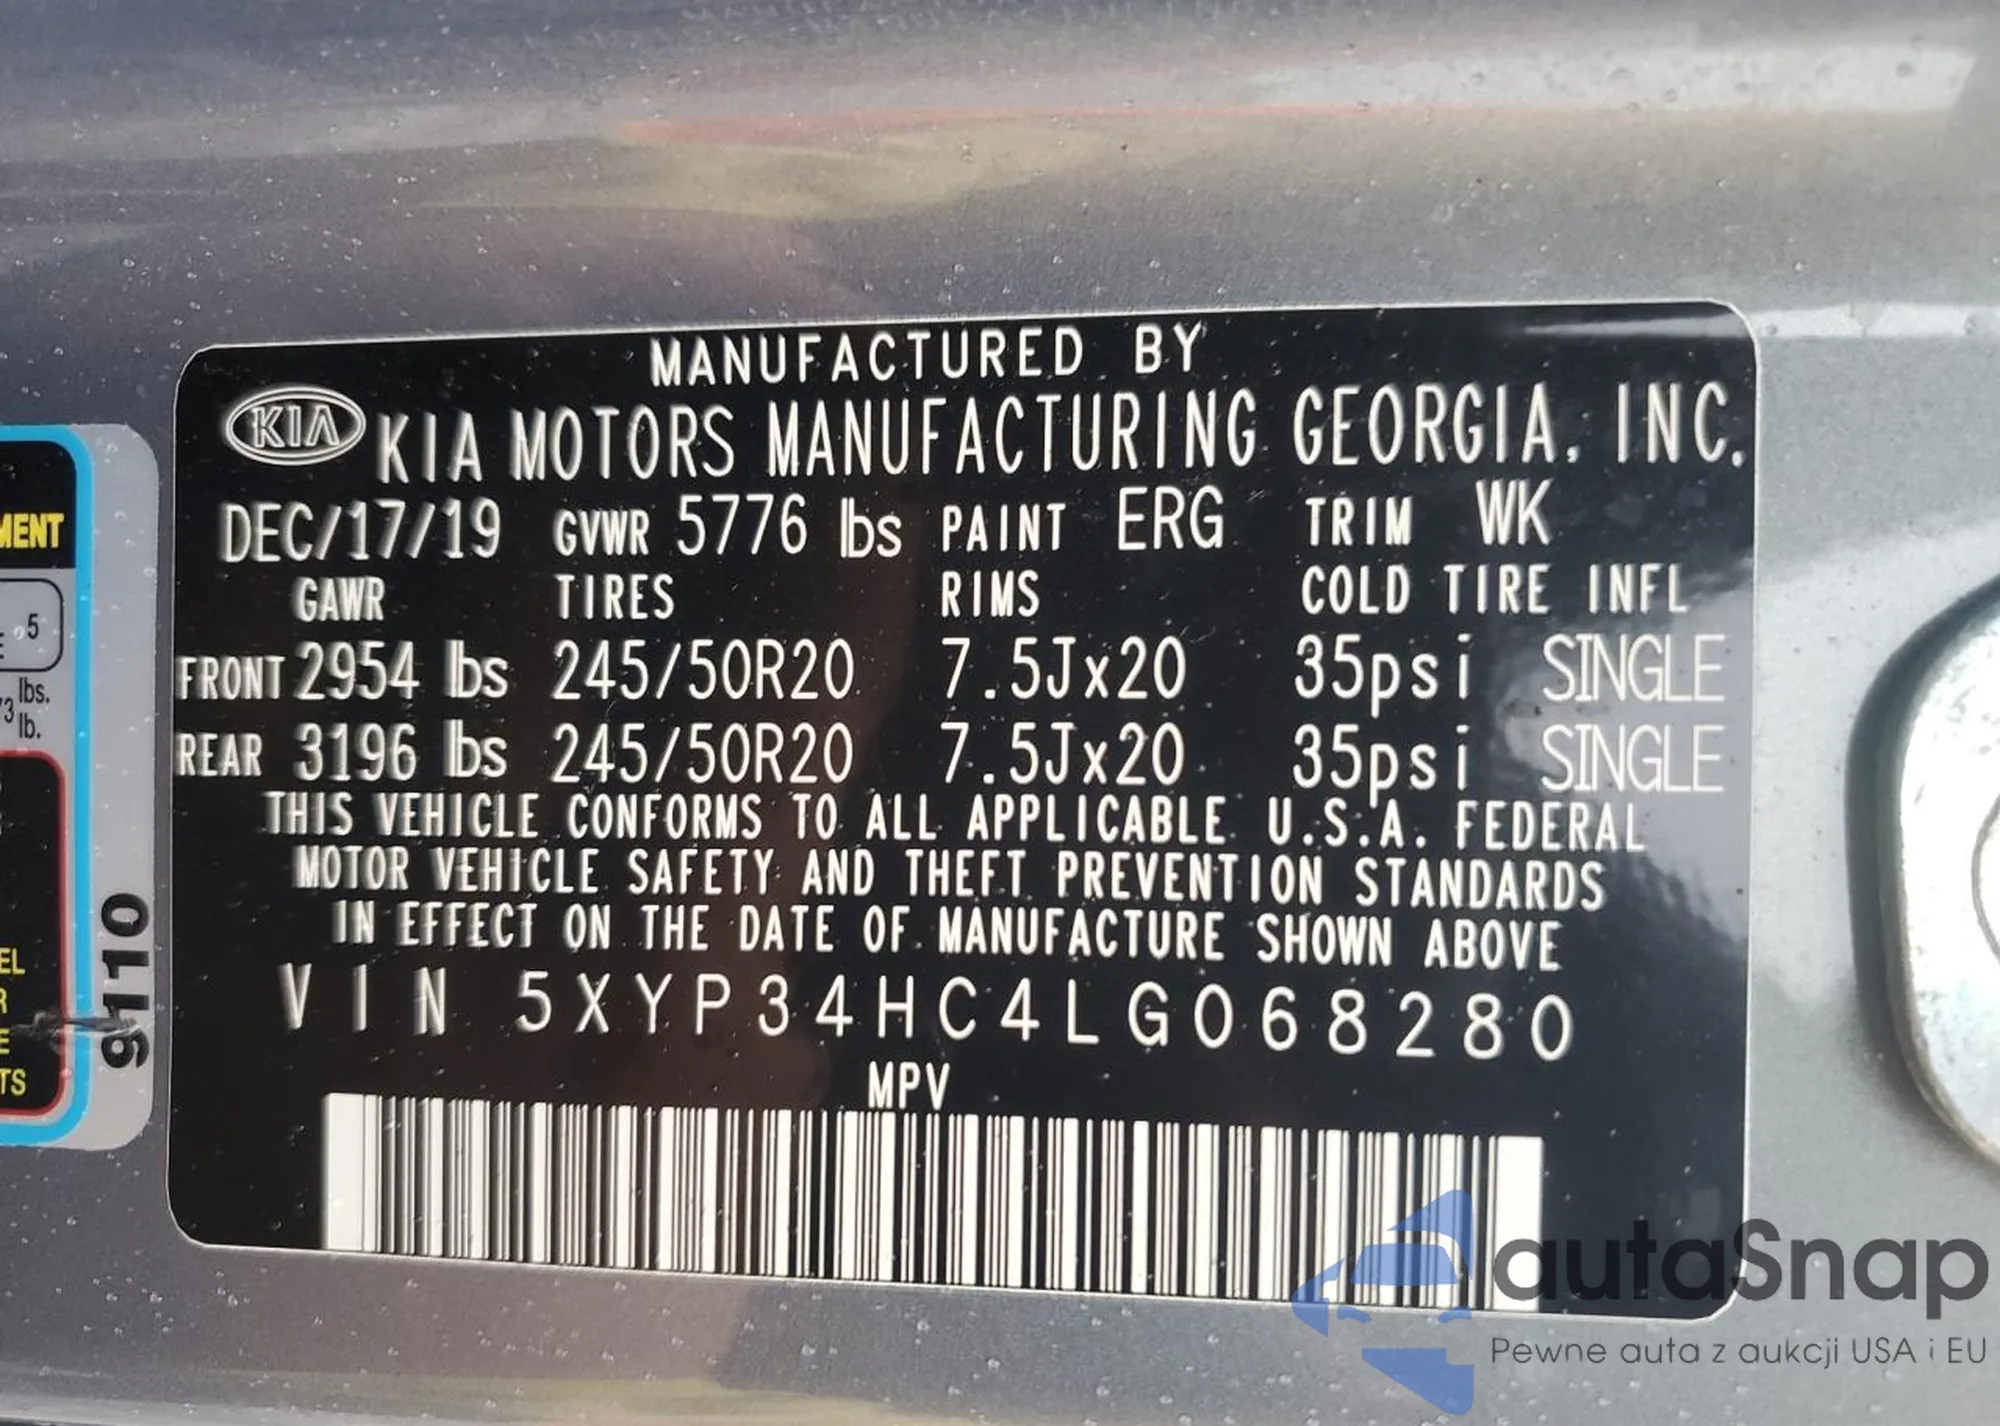 MANUFACTURED BY
KIA KIA MOTORS MANUFACTURING GEORGIA, INC.
DEC/17/19 GVWR 5776 lbs PAINT ERG TRIM WK
GAWR TIRES RIMS COLD TIRE INFL
FRONT 2954 lbs 245/50R20 7.5Jx20 35psi SINGLE
REAR 3196 lbs 245/50R20 7.5Jx20 35psi SINGLE
THIS VEHICLE CONFORMS TO ALL APPLICABLE U.S.A. FEDERAL
MOTOR VEHICLE SAFETY AND THEFT PREVENTION STANDARDS
IN EFFECT ON THE DATE OF MANUFACTURE SHOWN ABOVE
VIN 5XYP34HC4LG068280
MPV
5
lbs.
lb.
9110
autaSnap
Pewne auta z aukcji USA i EU